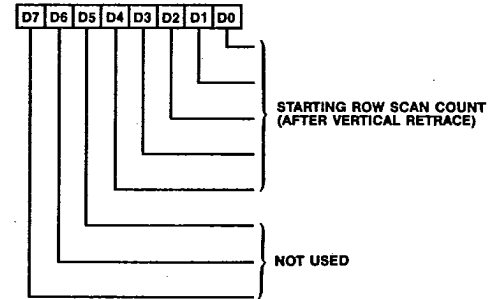 D7 D6 D5 D4 D3 D2 D1 D0
STARTING ROW SCAN COUNT
(AFTER VERTICAL RETRACE)
NOT USED